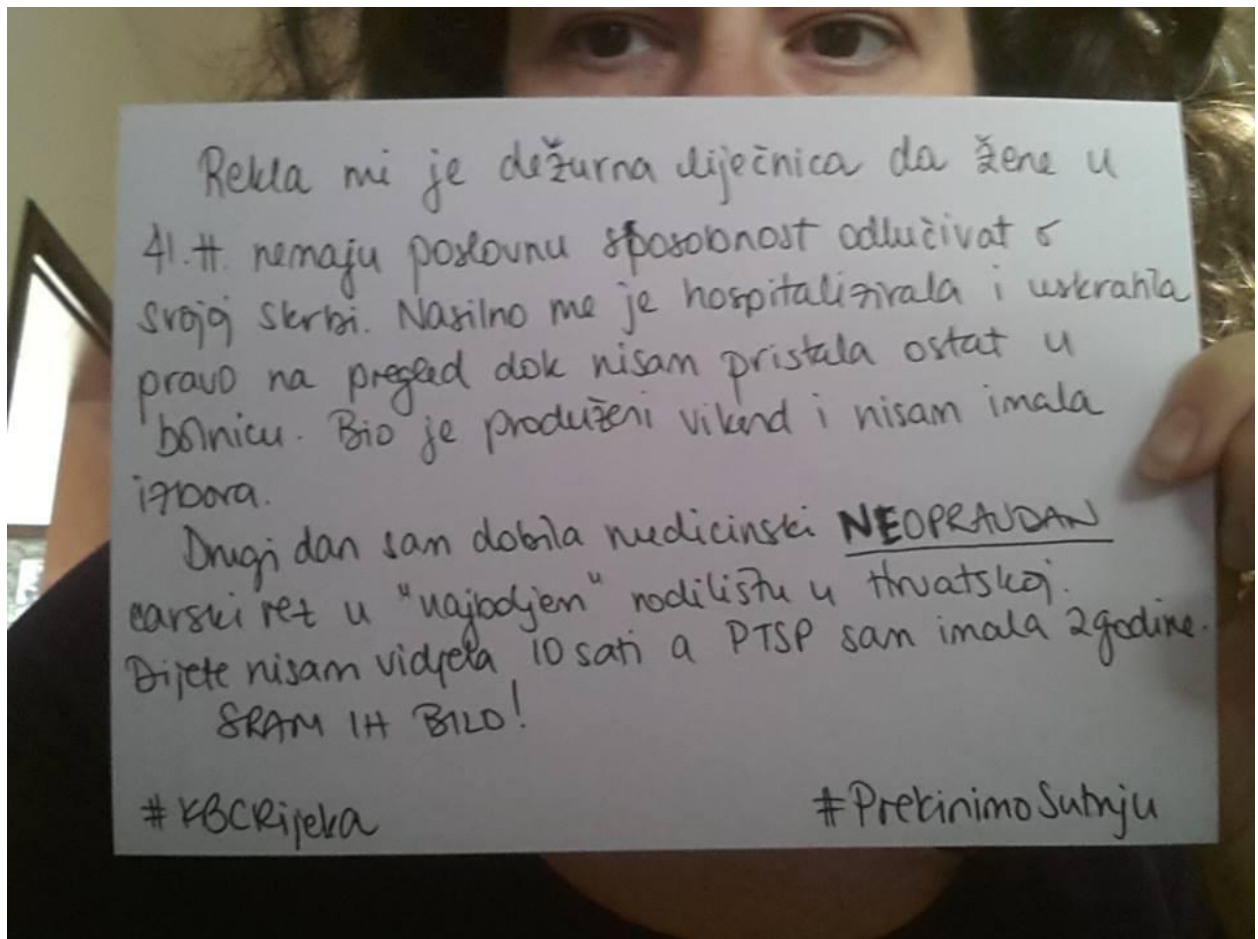 Rekla mi je dežurna liječnica da žene u
41.tt. nemaju poslovnu sposobnost odlučivat o
svojoj skrbi. Nasilno me je hospitalizirala i uskratila
pravo na pregled dok nisam pristala ostat u
bolnicu. Bio je produženi vikend i nisam imala
izbora.
Drugi dan sam dobila medicinski NEOPRAVDAN
carski rez u "najboljem" rodilištu u Hrvatskoj.
Dijete nisam vidjela 10 sati a PTSP sam imala 2 godine.
SRAM IH BILO!
#KBCRijeka #PrekinimoŠutnju